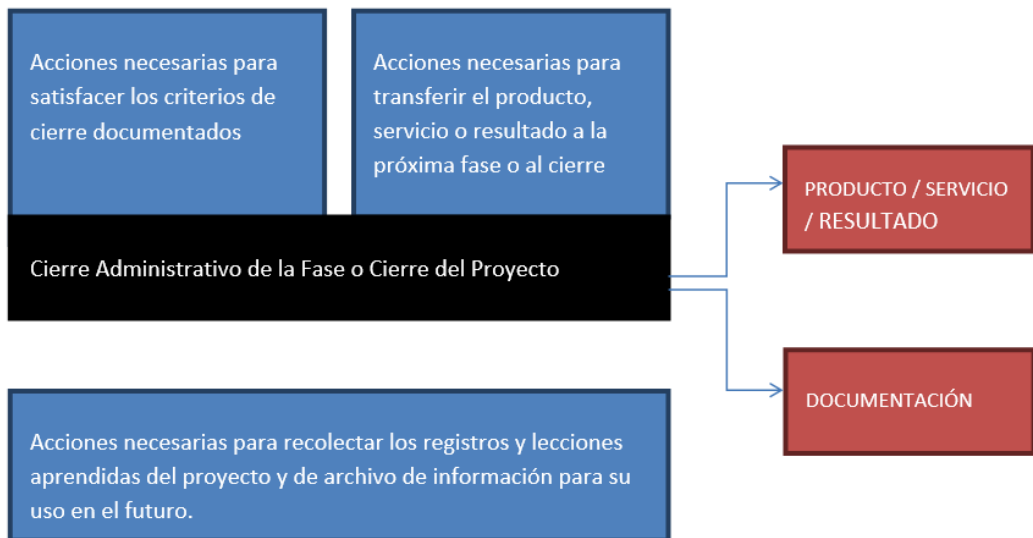 Acciones necesarias para
satisfacer los criterios de
cierre documentados
Acciones necesarias para
transferir el producto,
servicio o resultado a la
próxima fase o al cierre
PRODUCTO / SERVICIO
/ RESULTADO
Cierre Administrativo de la Fase o Cierre del Proyecto
DOCUMENTACIÓN
Acciones necesarias para recolectar los registros y lecciones
aprendidas del proyecto y de archivo de información para su
uso en el futuro.